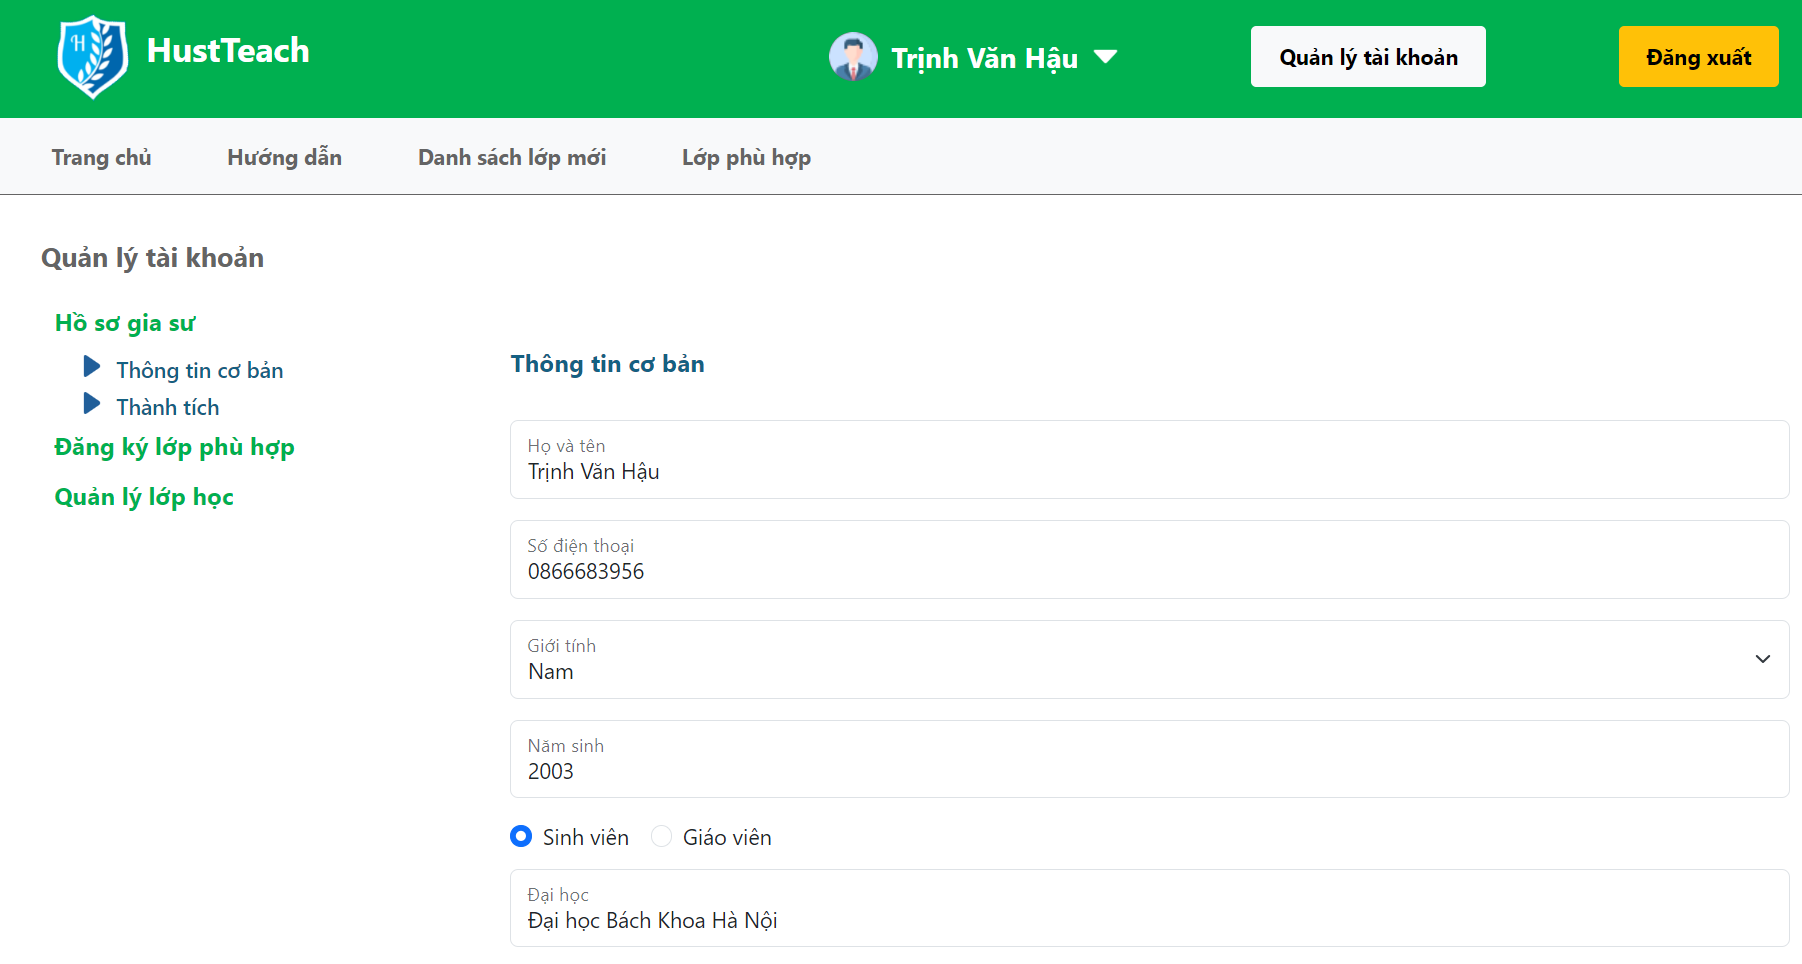 H
HustTeach
Trịnh Văn Hậu
Quản lý tài khoản
Đăng xuất
Trang chủ
Hướng dẫn
Danh sách lớp mới
Lớp phù hợp
Quản lý tài khoản
Hồ sơ gia sư
Thông tin cơ bản
Thành tích
Đăng ký lớp phù hợp
Quản lý lớp học
Thông tin cơ bản
Họ và tên
Trịnh Văn Hậu
Số điện thoại
0866683956
Giới tính
Nam
Năm sinh
2003
Sinh viên
Giáo viên
Đại học
Đại học Bách Khoa Hà Nội